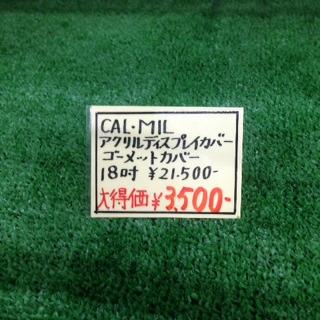 CAL・MIL
アクリルディスプレイカバー
ゴーメットカバー
18吋 ¥21.500-
大得価¥3,500-